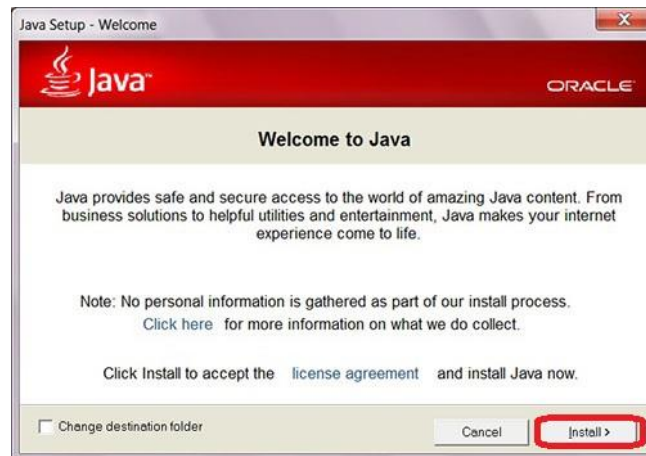 Java Setup - Welcome
Java™
ORACLE
Welcome to Java
Java provides safe and secure access to the world of amazing Java content. From
business solutions to helpful utilities and entertainment, Java makes your internet
experience come to life.
Note: No personal information is gathered as part of our install process.
Click here for more information on what we do collect.
Click Install to accept the license agreement and install Java now.
Change destination folder
Cancel
Install >